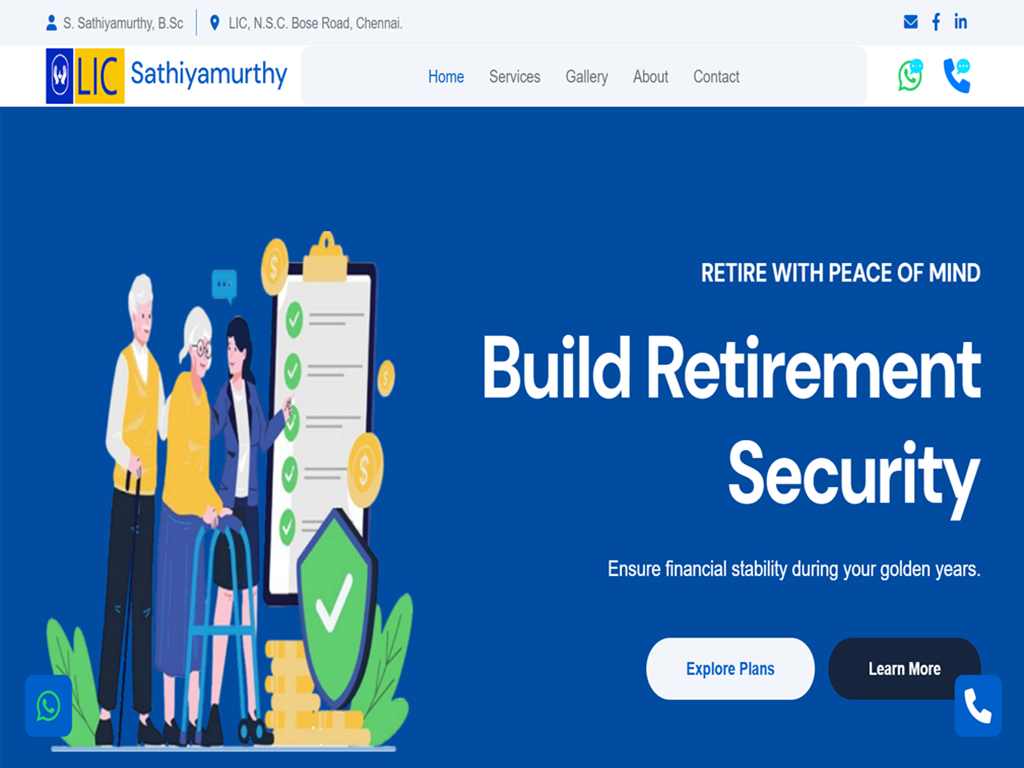 S. Sathiyamurthy, B.Sc
LIC, N.S.C. Bose Road, Chennai.
LIC Sathiyamurthy
Home Services Gallery About Contact
RETIRE WITH PEACE OF MIND
Build Retirement
Security
Ensure financial stability during your golden years.
Explore Plans
Learn More